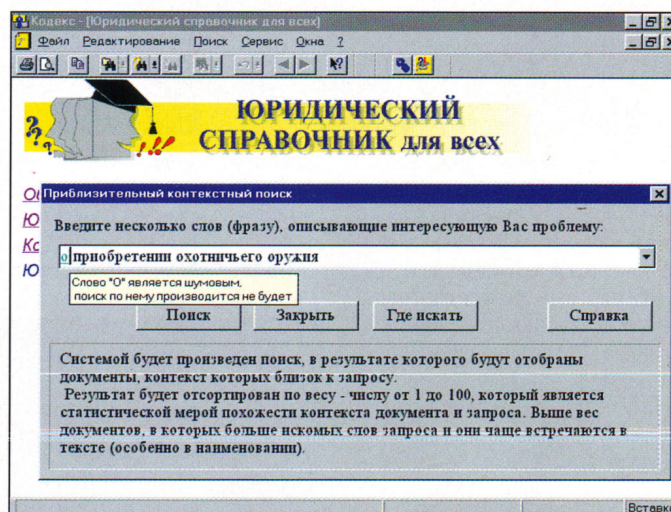 Кодекс - [Юридический справочник для всех]
Файл Редактирование Поиск Сервис Окна ?
ЮРИДИЧЕСКИЙ
СПРАВОЧНИК для всех
Приблизительный контекстный поиск
Введите несколько слов (фразу), описывающие интересующую Вас проблему:
о приобретении охотничьего оружия
Слово "О" является шумовым,
поиск по нему производится не будет
Поиск Закрыть Где искать Справка
Системой будет произведен поиск, в результате которого будут отобраны
документы, контекст которых близок к запросу.
Результат будет отсортирован по весу - числу от 1 до 100, который является
статистической мерой похожести контекста документа и запроса. Выше вес
документов, в которых больше искомых слов запроса и они чаще встречаются в
тексте (особенно в наименовании).
Вставка